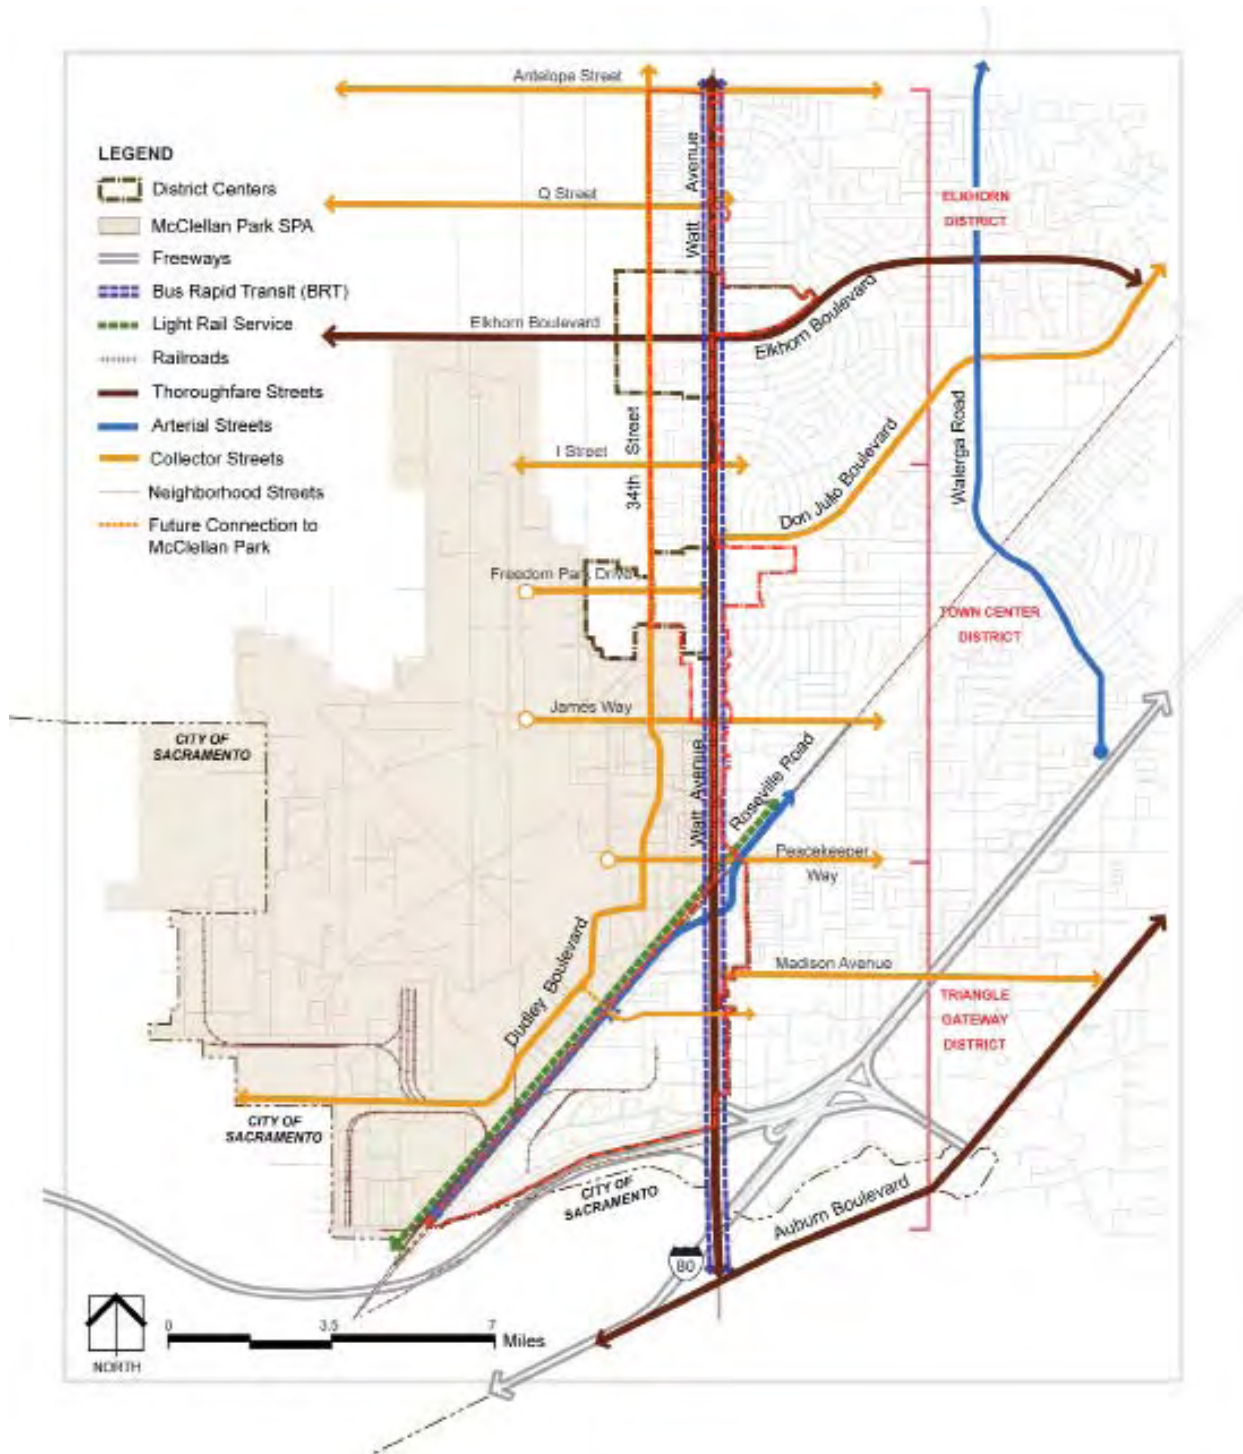 Antelope Street
LEGEND
District Centers
McClellan Park SPA
Freeways
Bus Rapid Transit (BRT)
Light Rail Service
Railroads
Thoroughfare Streets
Arterial Streets
Collector Streets
Neighborhood Streets
Future Connection to
McClellan Park
Watt Avenue
Q Street
ELKHORN
DISTRICT
Elkhorn Boulevard
Elkhorn Boulevard
34th Street
I Street
Don Julio Boulevard
Walerga Road
Freedom Park Drive
TOWN CENTER
DISTRICT
James Way
CITY OF
SACRAMENTO
Watt Avenue
Roseville Road
Peacekeeper
Way
Dudley Boulevard
Madison Avenue
TRIANGLE
GATEWAY
DISTRICT
CITY OF
SACRAMENTO
CITY OF
SACRAMENTO
Auburn Boulevard
80
0 3.5 7
Miles
NORTH